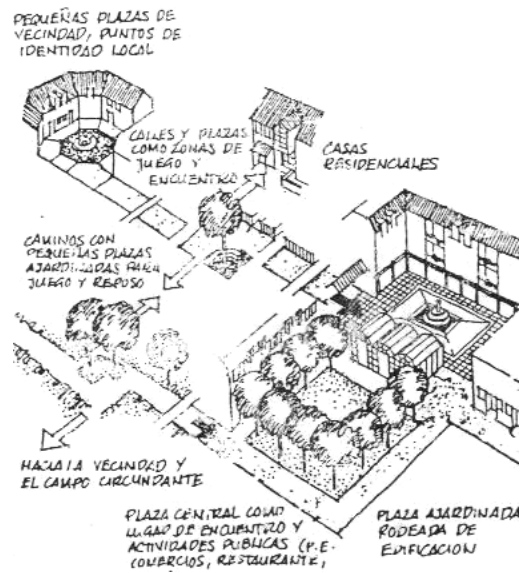 PEQUEÑAS PLAZAS DE
VECINDAD, PUNTOS DE
IDENTIDAD LOCAL
CALLES Y PLAZAS
COMO ZONAS DE
JUEGO Y
ENCUENTRO
CASAS
RESIDENCIALES
CAMINOS CON
PEQUEÑAS PLAZAS
AJARDINADAS PARA
JUEGO Y REPOSO
HACIA LA VECINDAD Y
EL CAMPO CIRCUNDANTE
PLAZA CENTRAL COMO
LUGAR DE ENCUENTRO Y
ACTIVIDADES PUBLICAS (P.E.
COMERCIOS, RESTAURANTE,
PLAZA AJARDINADA
RODEADA DE
EDIFICACION